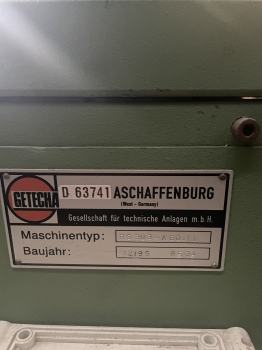 GETECHA
D 63741 ASCHAFFENBURG
(West - Germany)
Gesellschaft für technische Anlagen m.b.H.
Maschinentyp:
Baujahr: